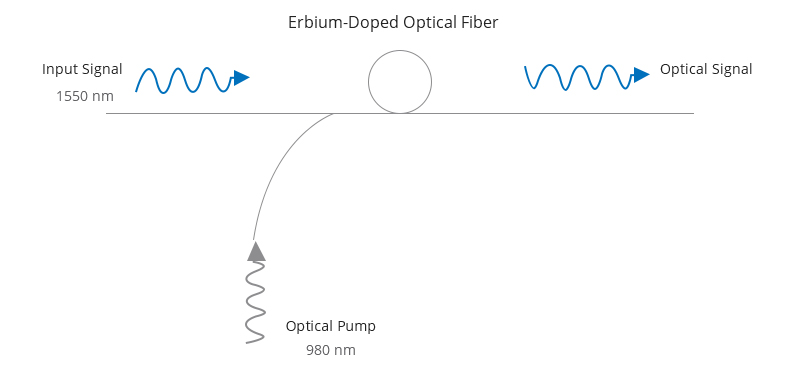 Erbium-Doped Optical Fiber
Input Signal
1550 nm
Optical Signal
Optical Pump
980 nm